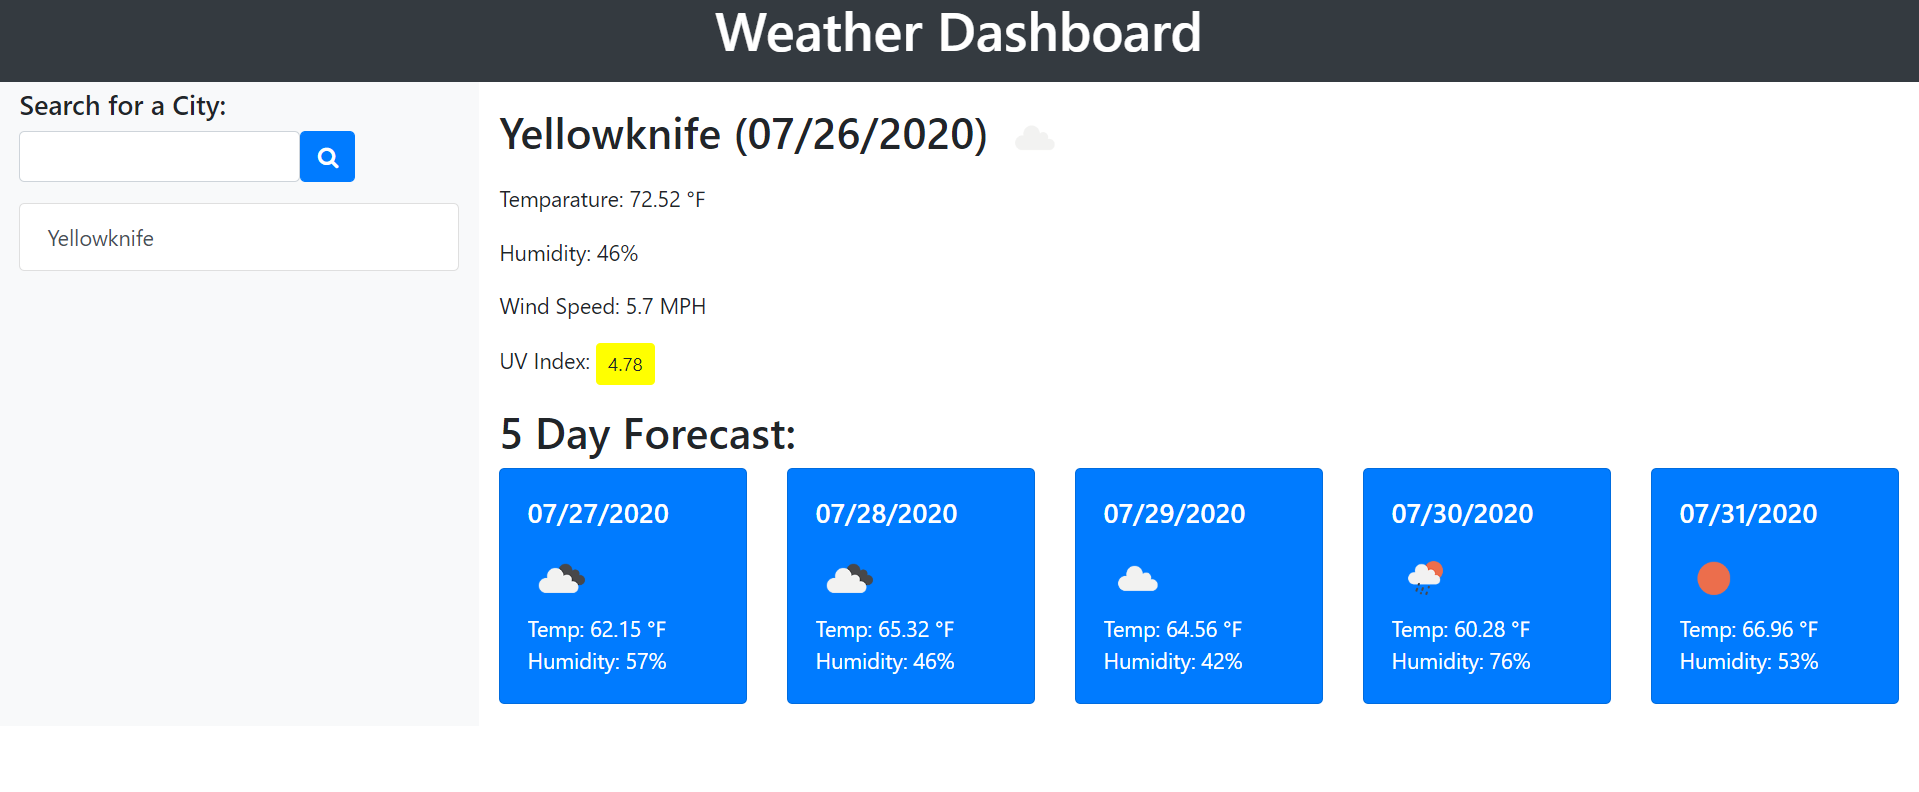 Weather Dashboard
Search for a City:
Yellowknife
Yellowknife (07/26/2020)
Temparature: 72.52 °F
Humidity: 46%
Wind Speed: 5.7 MPH
UV Index: 4.78
5 Day Forecast:
07/27/2020
Temp: 62.15 °F
Humidity: 57%
07/28/2020
Temp: 65.32 °F
Humidity: 46%
07/29/2020
Temp: 64.56 °F
Humidity: 42%
07/30/2020
Temp: 60.28 °F
Humidity: 76%
07/31/2020
Temp: 66.96 °F
Humidity: 53%